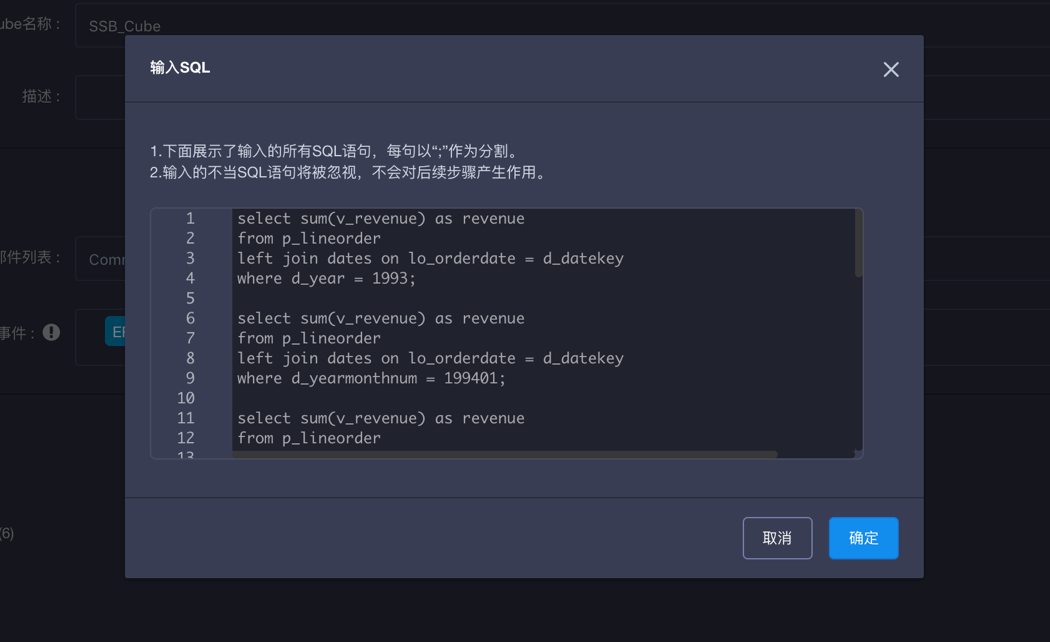 ube名称：
SSB_Cube
输入SQL
描述：
1.下面展示了输入的所有SQL语句，每句以“;”作为分割。
2.输入的不当SQL语句将被忽视，不会对后续步骤产生作用。
1 select sum(v_revenue) as revenue
2 from p_lineorder
3 left join dates on lo_orderdate = d_datekey
4 where d_year = 1993;
5
6 select sum(v_revenue) as revenue
7 from p_lineorder
8 left join dates on lo_orderdate = d_datekey
9 where d_yearmonthnum = 199401;
10
11 select sum(v_revenue) as revenue
12 from p_lineorder
13
件列表：
Com
事件：
取消
确定
(6)